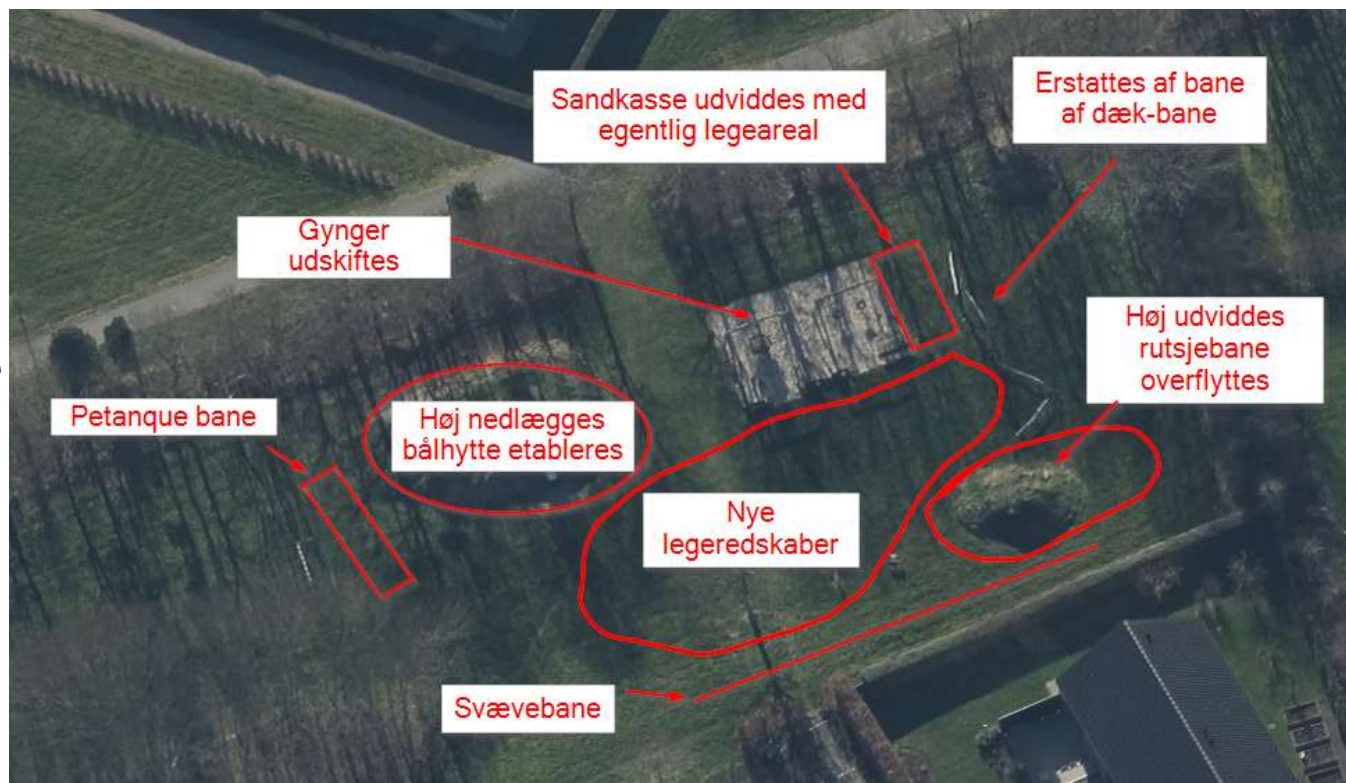 Sandkasse udviddes med
egentlig legeareal
Erstattes af bane
af dæk-bane
Gynger
udskiftes
Høj udviddes
rutsjebane
overflyttes
Petanque bane
Høj nedlægges
bålhytte etableres
Nye
legeredskaber
Svævebane